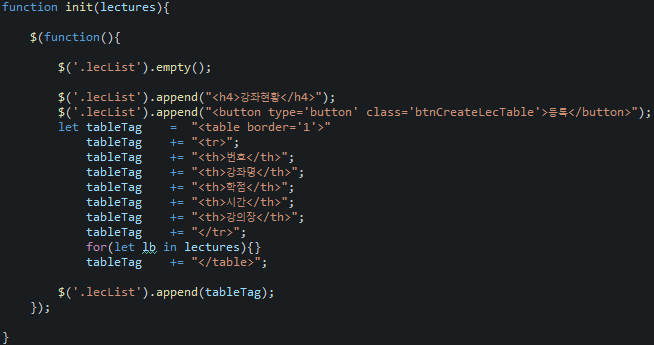 function init(lectures){
$(function(){
$('.lecList').empty();
$('.lecList').append("<h4>강좌현황</h4>");
$('.lecList').append("<button type='button' class='btnCreateLecTable'>등록</button>");
let tableTag = "<table border='1'>"
tableTag += "<tr>";
tableTag += "<th>번호</th>";
tableTag += "<th>강좌명</th>";
tableTag += "<th>학점</th>";
tableTag += "<th>시간</th>";
tableTag += "<th>강의장</th>";
tableTag += "</tr>";
for(let lb in lectures){}
tableTag += "</table>";
$('.lecList').append(tableTag);
});
}